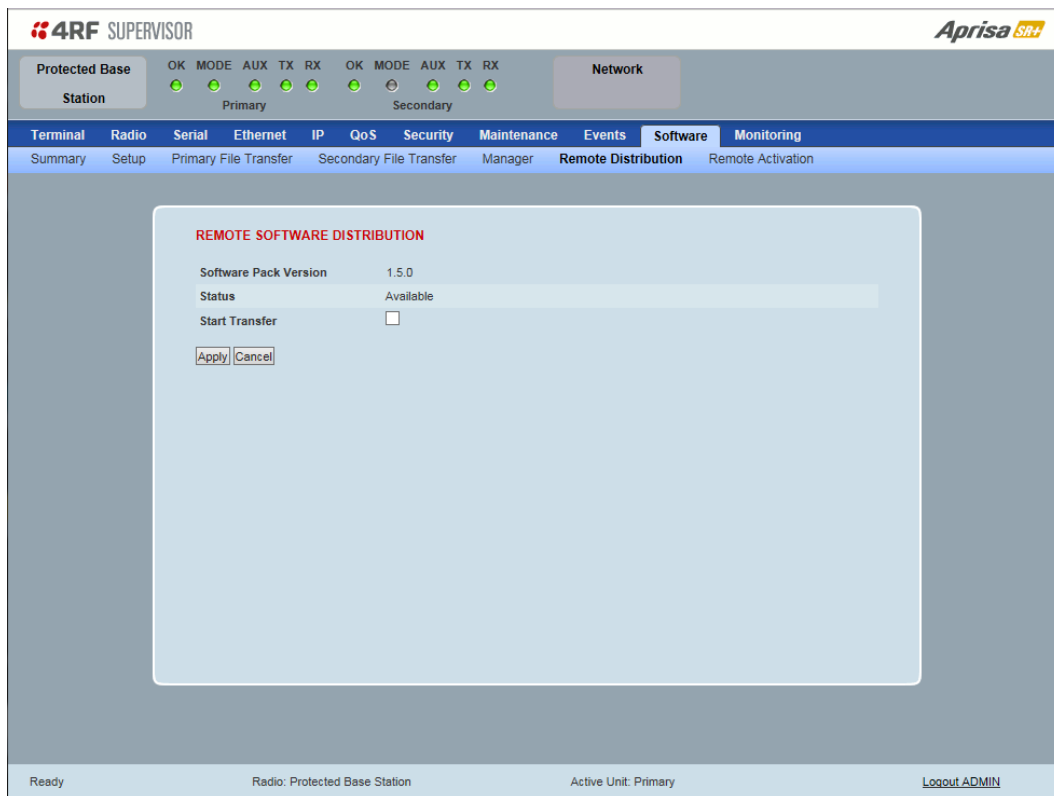 4RF SUPERVISOR
Aprisa SR+
Protected Base Station
OK MODE AUX TX RX OK MODE AUX TX RX
Primary Secondary
Network
Terminal Radio Serial Ethernet IP QoS Security Maintenance Events Software Monitoring
Summary Setup Primary File Transfer Secondary File Transfer Manager Remote Distribution Remote Activation
REMOTE SOFTWARE DISTRIBUTION
Software Pack Version 1.5.0
Status Available
Start Transfer
Apply Cancel
Ready Radio: Protected Base Station Active Unit: Primary Logout ADMIN